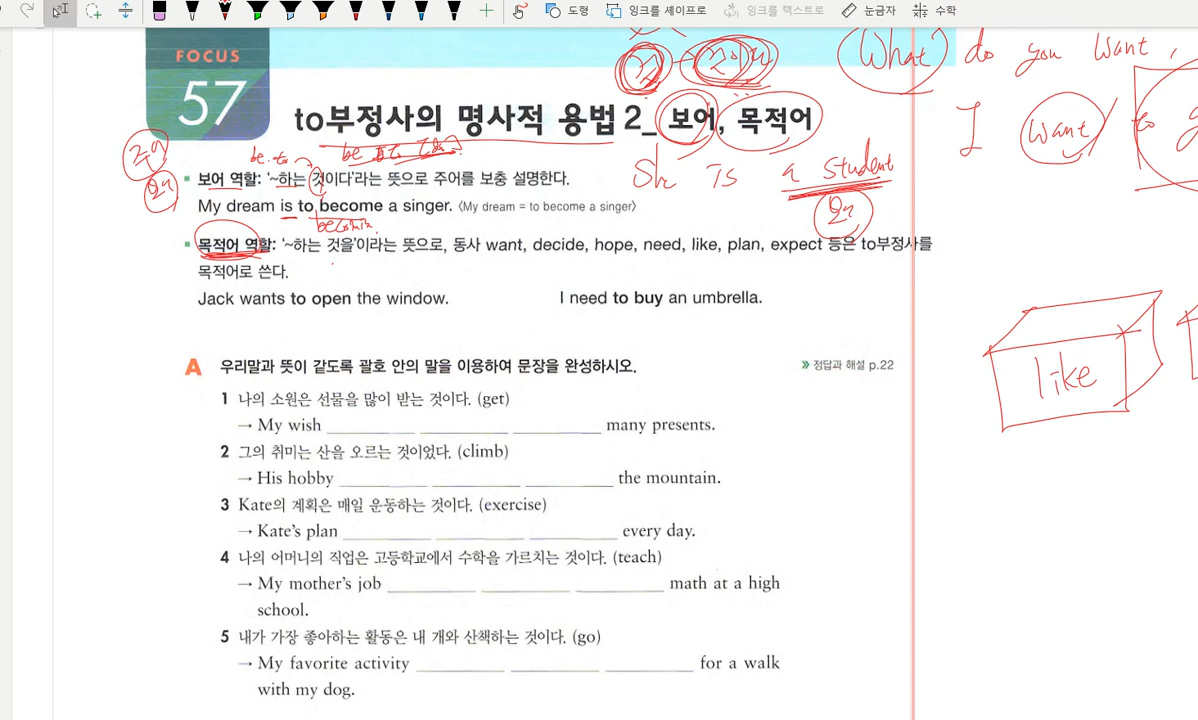 도형 잉크를 셰이프로 잉크를 텍스트로 눈금자 수학
FOCUS
57
(What) do you want,
to부정사의 명사적 용법 2_ 보어, 목적어
I want to
주어
be to
She is a student
보어 역할: '~하는 것이다'라는 뜻으로 주어를 보충 설명한다.
My dream is to become a singer. 〈My dream = to become a singer〉
목적어 역할: '~하는 것을'이라는 뜻으로, 동사 want, decide, hope, need, like, plan, expect 등은 to부정사를
목적어로 쓴다.
Jack wants to open the window. I need to buy an umbrella.
like
A 우리말과 뜻이 같도록 괄호 안의 말을 이용하여 문장을 완성하시오.
» 정답과 해설 p.22
1 나의 소원은 선물을 많이 받는 것이다. (get)
→ My wish ________ ________ ________ many presents.
2 그의 취미는 산을 오르는 것이었다. (climb)
→ His hobby ________ ________ ________ the mountain.
3 Kate의 계획은 매일 운동하는 것이다. (exercise)
→ Kate's plan ________ ________ ________ every day.
4 나의 어머니의 직업은 고등학교에서 수학을 가르치는 것이다. (teach)
→ My mother's job ________ ________ ________ math at a high
school.
5 내가 가장 좋아하는 활동은 내 개와 산책하는 것이다. (go)
→ My favorite activity ________ ________ ________ for a walk
with my dog.